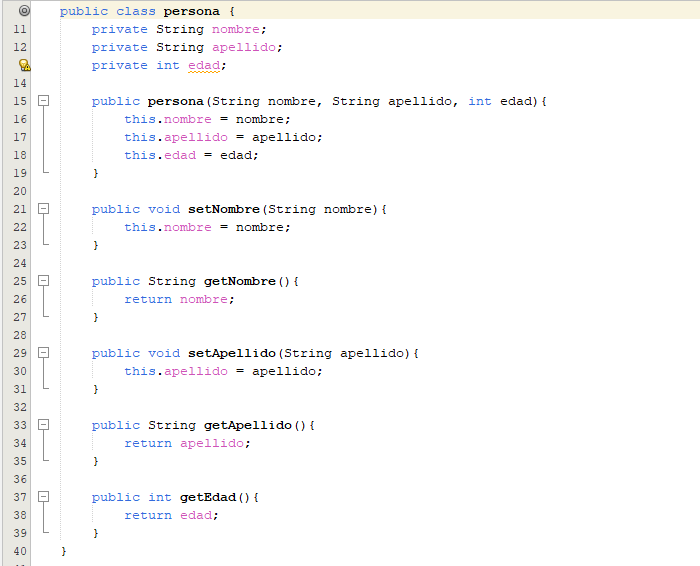 public class persona {
11 private String nombre;
12 private String apellido;
private int edad;
14
15 public persona(String nombre, String apellido, int edad){
16 this.nombre = nombre;
17 this.apellido = apellido;
18 this.edad = edad;
19 }
20
21 public void setNombre(String nombre){
22 this.nombre = nombre;
23 }
24
25 public String getNombre(){
26 return nombre;
27 }
28
29 public void setApellido(String apellido){
30 this.apellido = apellido;
31 }
32
33 public String getApellido(){
34 return apellido;
35 }
36
37 public int getEdad(){
38 return edad;
39 }
40 }